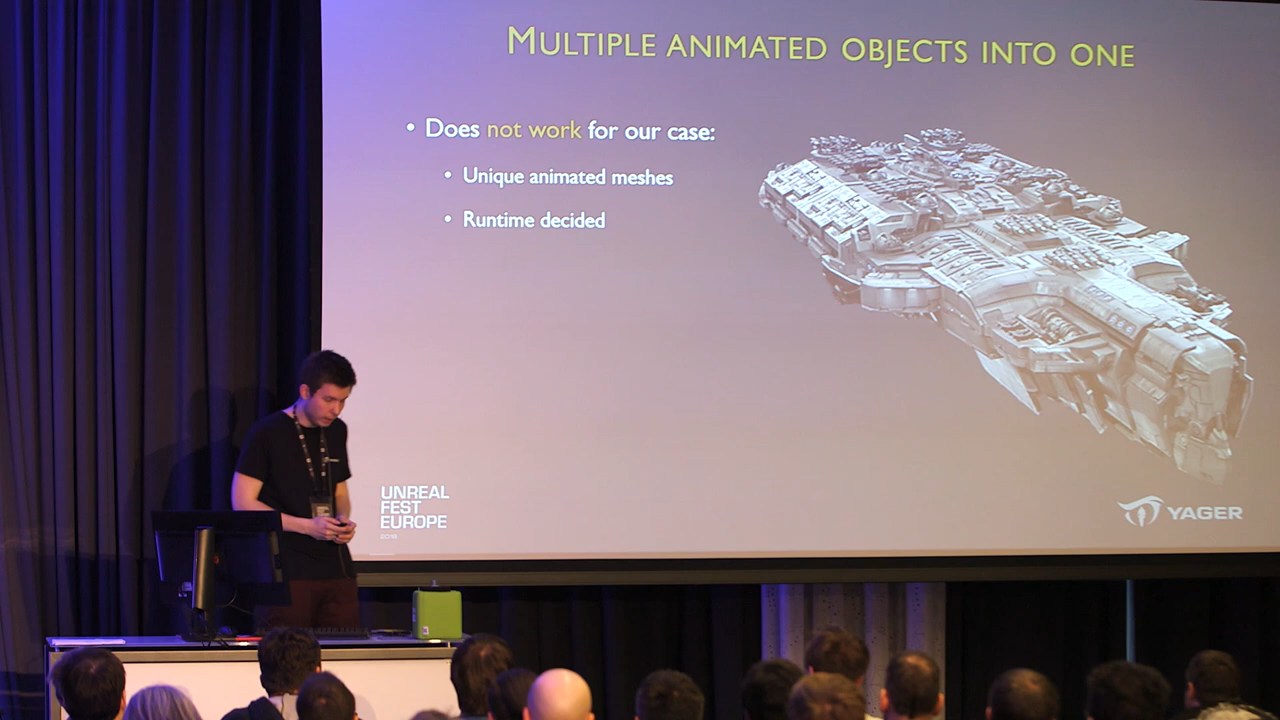 MULTIPLE ANIMATED OBJECTS INTO ONE
• Does not work for our case:
• Unique animated meshes
• Runtime decided
UNREAL
FEST
EUROPE
2018
YAGER